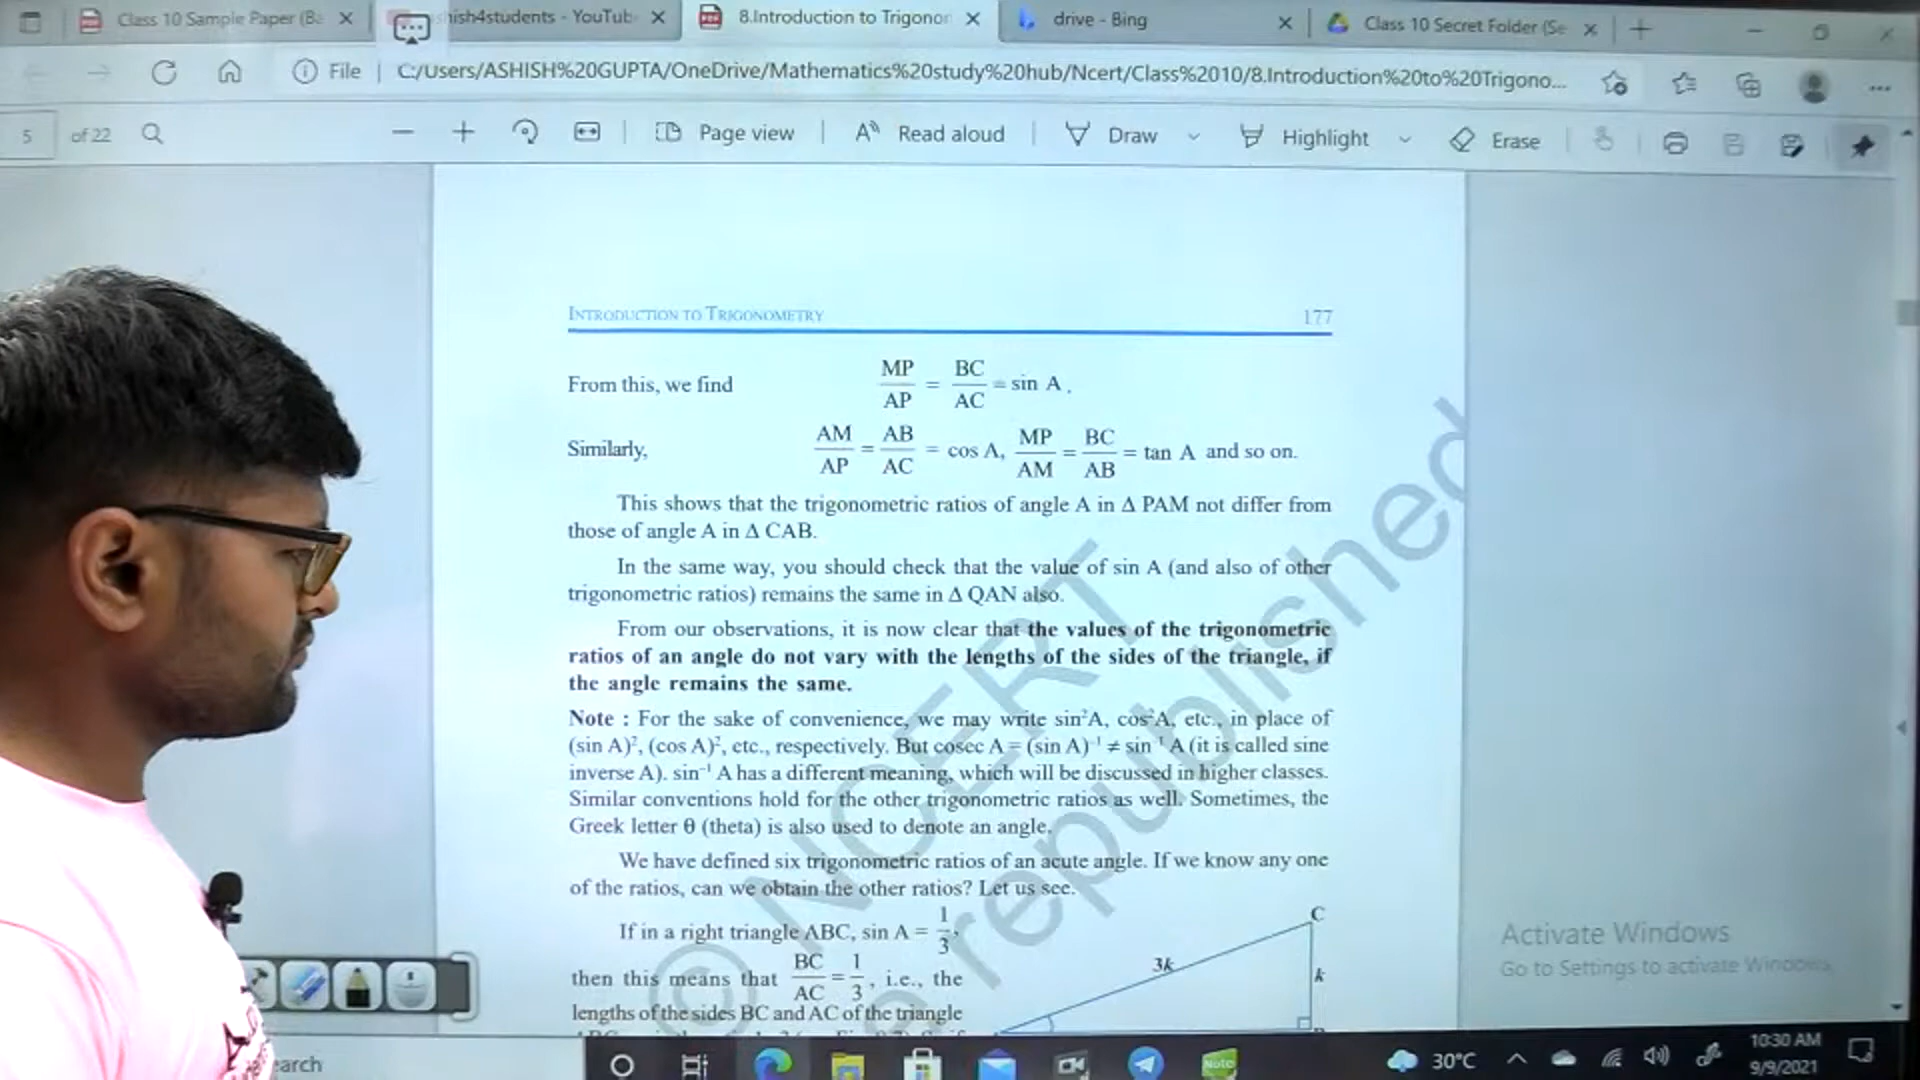 Class 10 Sample Paper (Ba
hish4students - YouTub
8.Introduction to Trigonor
drive - Bing
Class 10 Secret Folder (Se
File
C:/Users/ASHISH%20GUPTA/OneDrive/Mathematics%20study%20hub/Ncert/Class%2010/8.Introduction%20to%20Trigono...
5 of 22
Page view
Read aloud
Draw
Highlight
Erase
INTRODUCTION TO TRIGONOMETRY 177
From this, we find MP/AP = BC/AC = sin A .
Similarly, AM/AP = AB/AC = cos A, MP/AM = BC/AB = tan A and so on.
This shows that the trigonometric ratios of angle A in Δ PAM not differ from
those of angle A in Δ CAB.
In the same way, you should check that the value of sin A (and also of other
trigonometric ratios) remains the same in Δ QAN also.
From our observations, it is now clear that the values of the trigonometric
ratios of an angle do not vary with the lengths of the sides of the triangle, if
the angle remains the same.
Note : For the sake of convenience, we may write sin²A, cos²A, etc., in place of
(sin A)², (cos A)², etc., respectively. But cosec A = (sin A)⁻¹ ≠ sin⁻¹ A (it is called sine
inverse A). sin⁻¹ A has a different meaning, which will be discussed in higher classes.
Similar conventions hold for the other trigonometric ratios as well. Sometimes, the
Greek letter θ (theta) is also used to denote an angle.
We have defined six trigonometric ratios of an acute angle. If we know any one
of the ratios, can we obtain the other ratios? Let us see.
If in a right triangle ABC, sin A = 1/3,
then this means that BC/AC = 1/3, i.e., the
lengths of the sides BC and AC of the triangle
C
3k
k
© NCERT
republished
Activate Windows
Go to Settings to activate Windows.
earch
Note
30°C
10:30 AM
9/9/2021